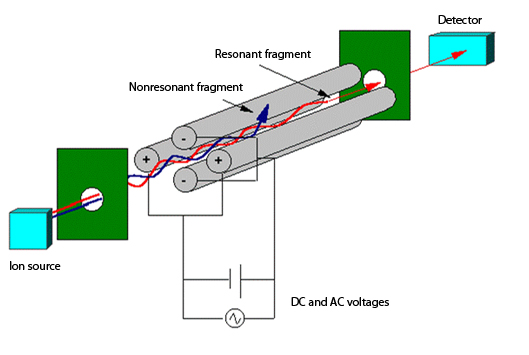 Detector
Resonant fragment
Nonresonant fragment
-
+
+
-
Ion source
DC and AC voltages